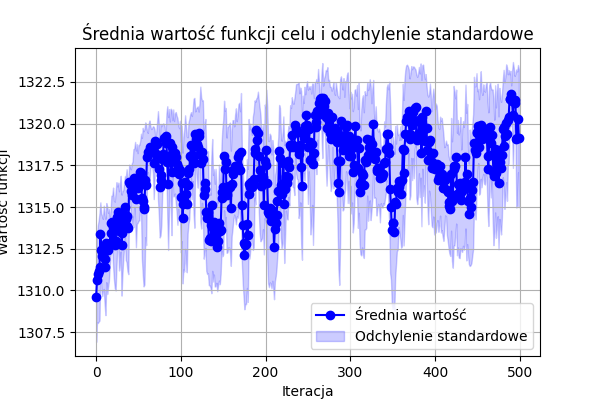 Średnia wartość funkcji celu i odchylenie standardowe
Wartość funkcji
1322.5
1320.0
1317.5
1315.0
1312.5
1310.0
1307.5
0
100
200
300
400
500
Iteracja
Średnia wartość
Odchylenie standardowe